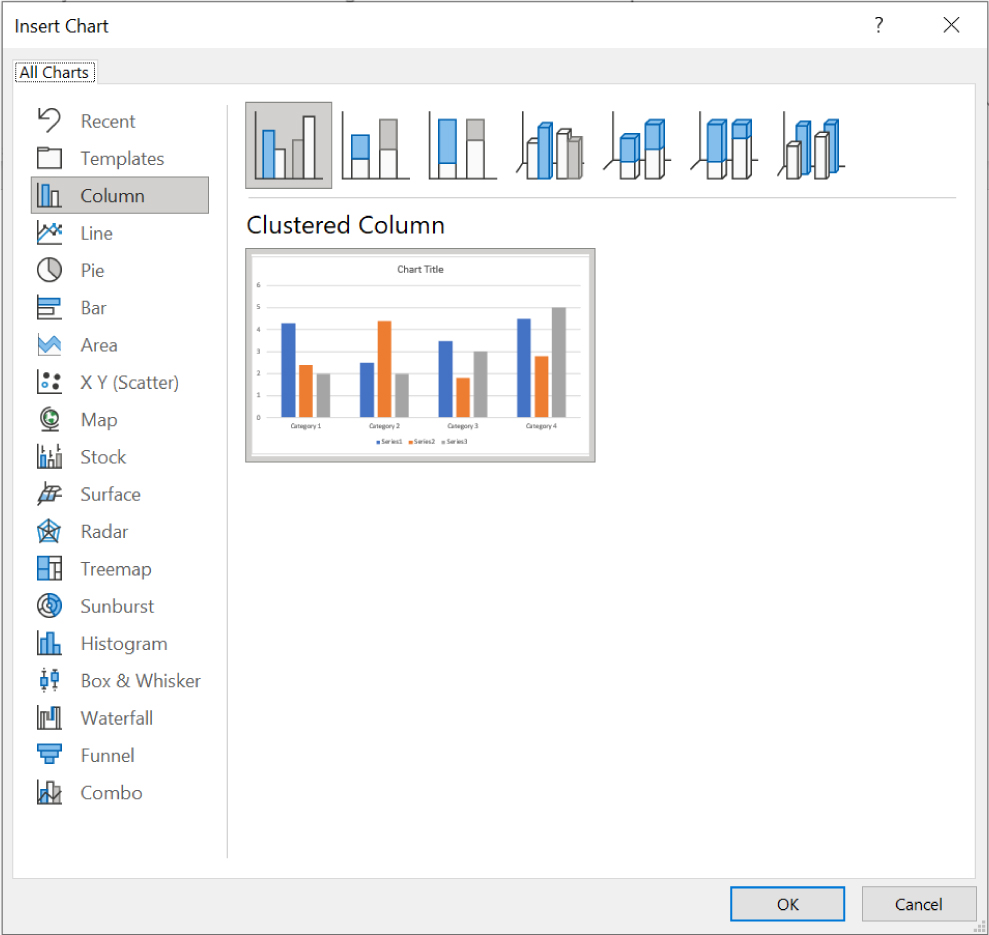 Insert Chart
?
All Charts
Recent
Templates
Column
Line
Pie
Bar
Area
X Y (Scatter)
Map
Stock
Surface
Radar
Treemap
Sunburst
Histogram
Box & Whisker
Waterfall
Funnel
Combo
Clustered Column
Chart Title
6
5
4
3
2
1
0
Category 1 Category 2 Category 3 Category 4
Series1 Series2 Series3
OK Cancel